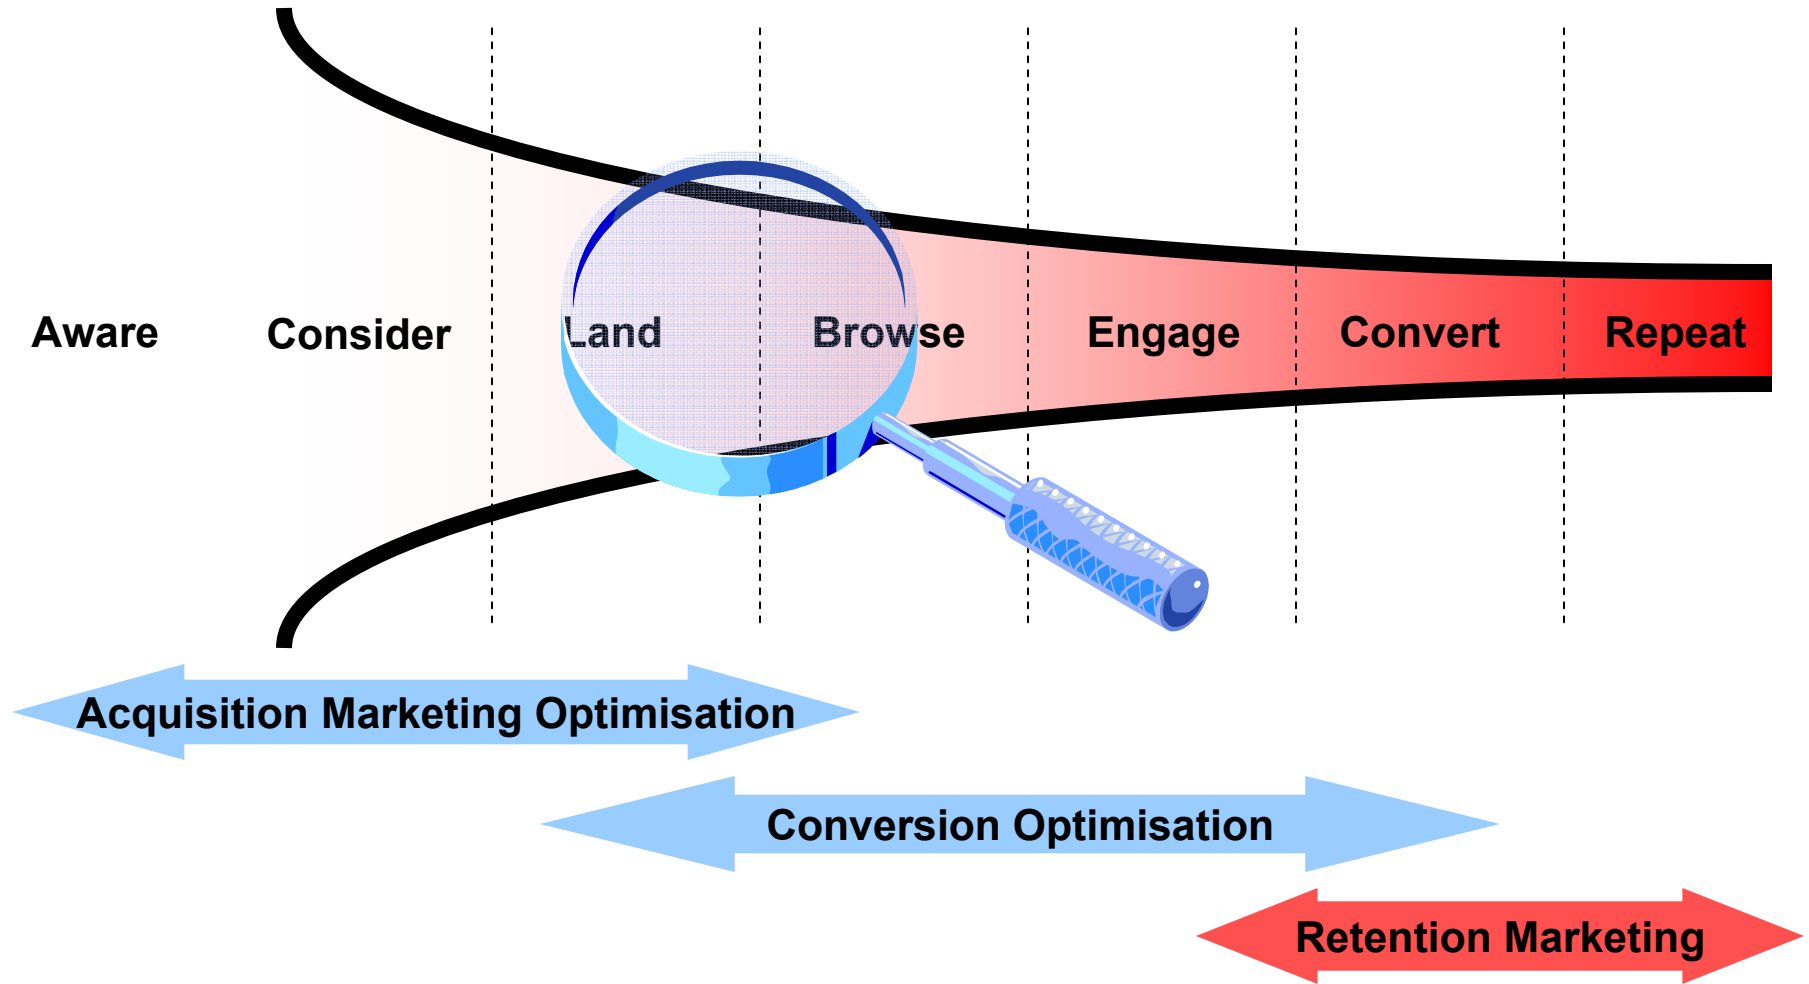 Aware Consider Land Browse Engage Convert Repeat
Acquisition Marketing Optimisation
Conversion Optimisation
Retention Marketing